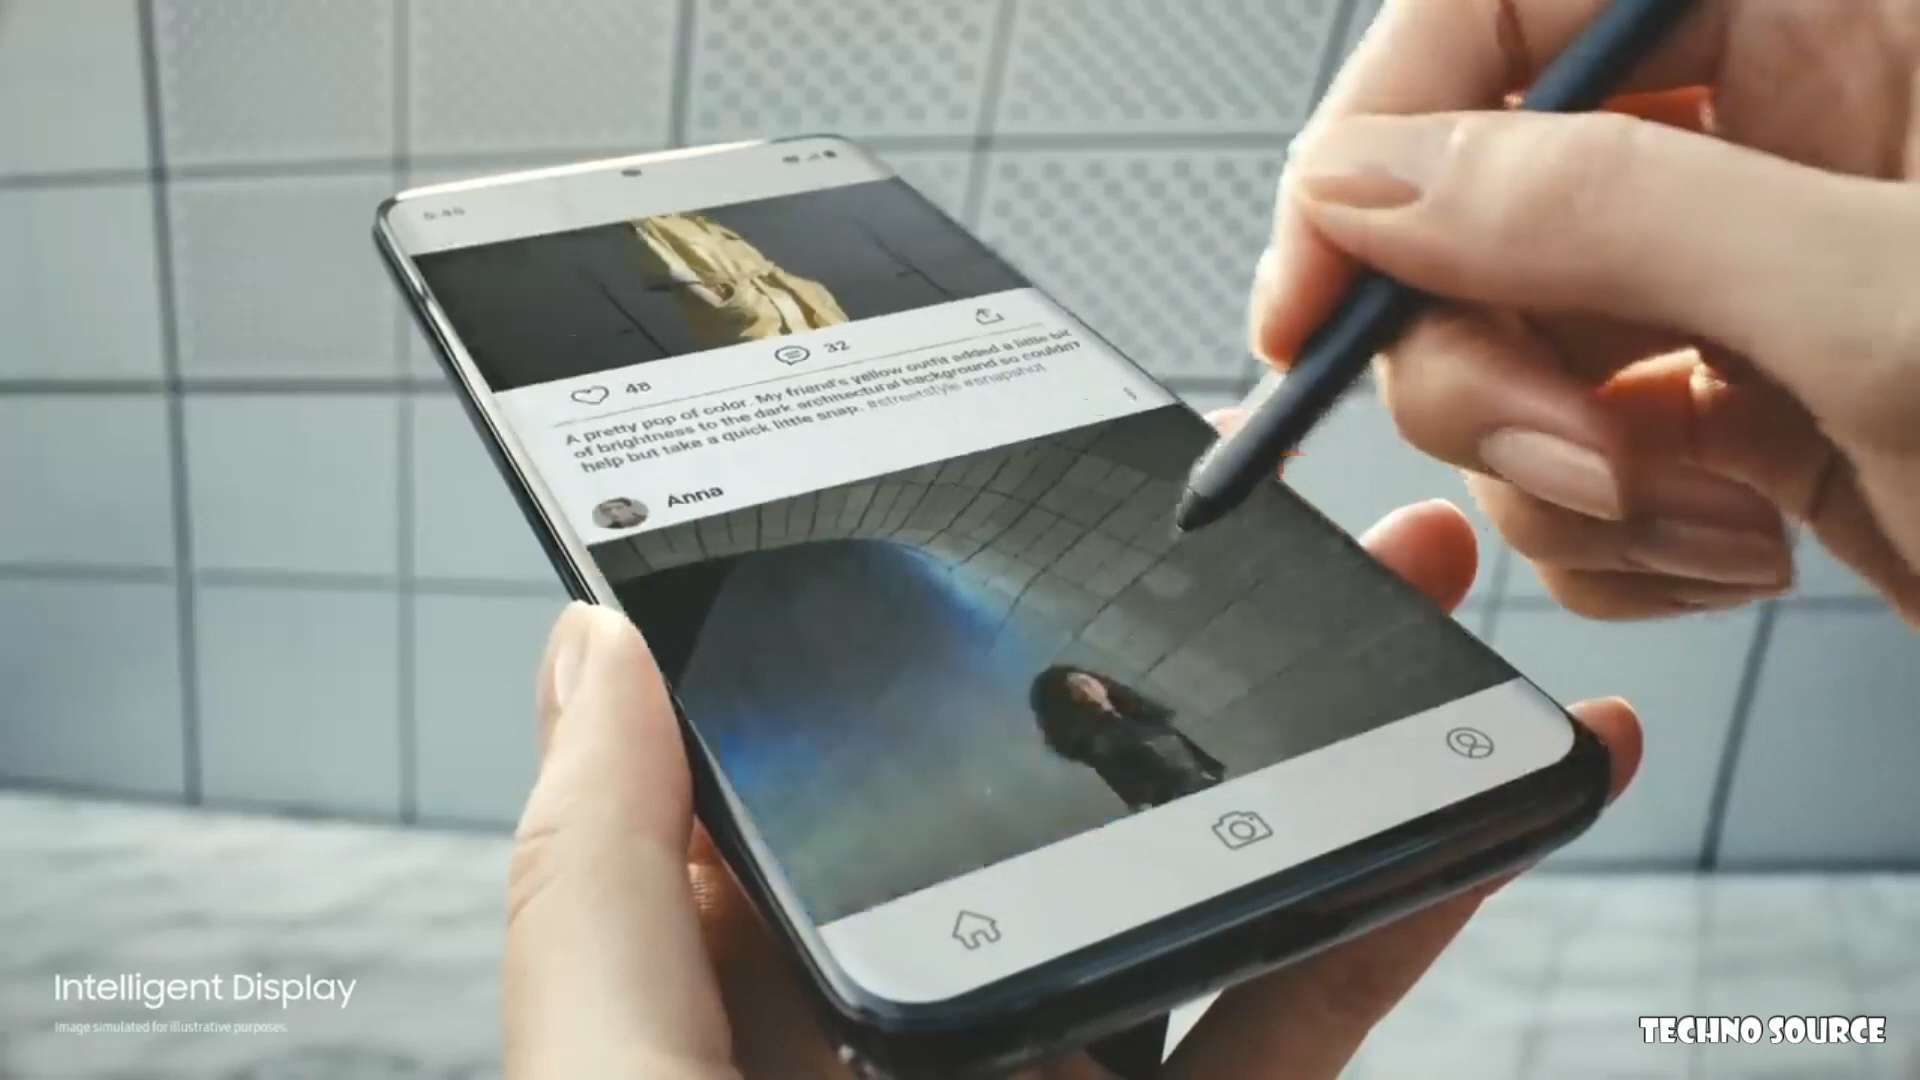 5:46
48
32
A pretty pop of color. My friend's yellow outfit added a little bit
of brightness to the dark architectural background so couldn't
help but take a quick little snap. #streetstyle #snapshot
Anna
Intelligent Display
Image simulated for illustrative purposes.
TECHNO SOURCE